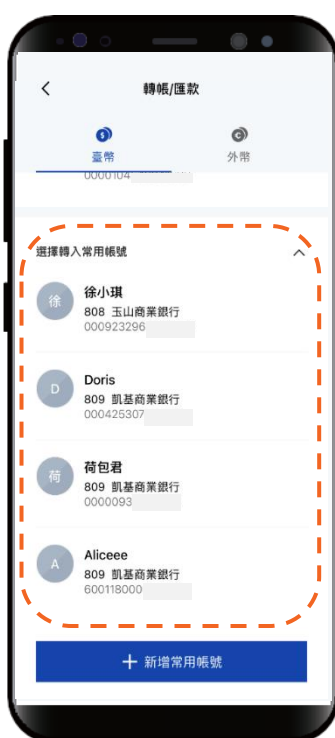 轉帳/匯款
臺幣
外幣
0000104
選擇轉入常用帳號
徐
徐小琪
808 玉山商業銀行
000923296
D
Doris
809 凱基商業銀行
000425307
荷
荷包君
809 凱基商業銀行
0000093
A
Aliceee
809 凱基商業銀行
600118000
+ 新增常用帳號